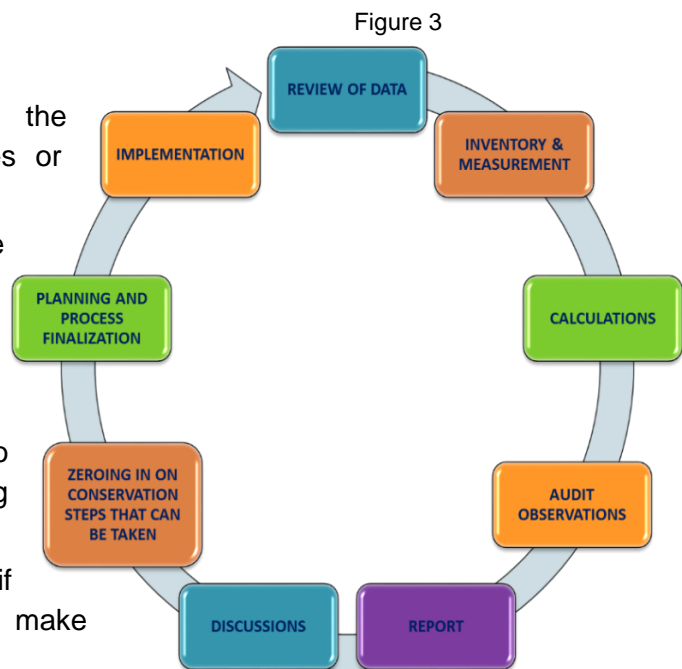 Figure 3
the
or
REVIEW OF DATA
INVENTORY &
MEASUREMENT
CALCULATIONS
AUDIT
OBSERVATIONS
REPORT
DISCUSSIONS
ZEROING IN ON
CONSERVATION
STEPS THAT CAN
BE TAKEN
PLANNING AND
PROCESS
FINALIZATION
IMPLEMENTATION
if
make